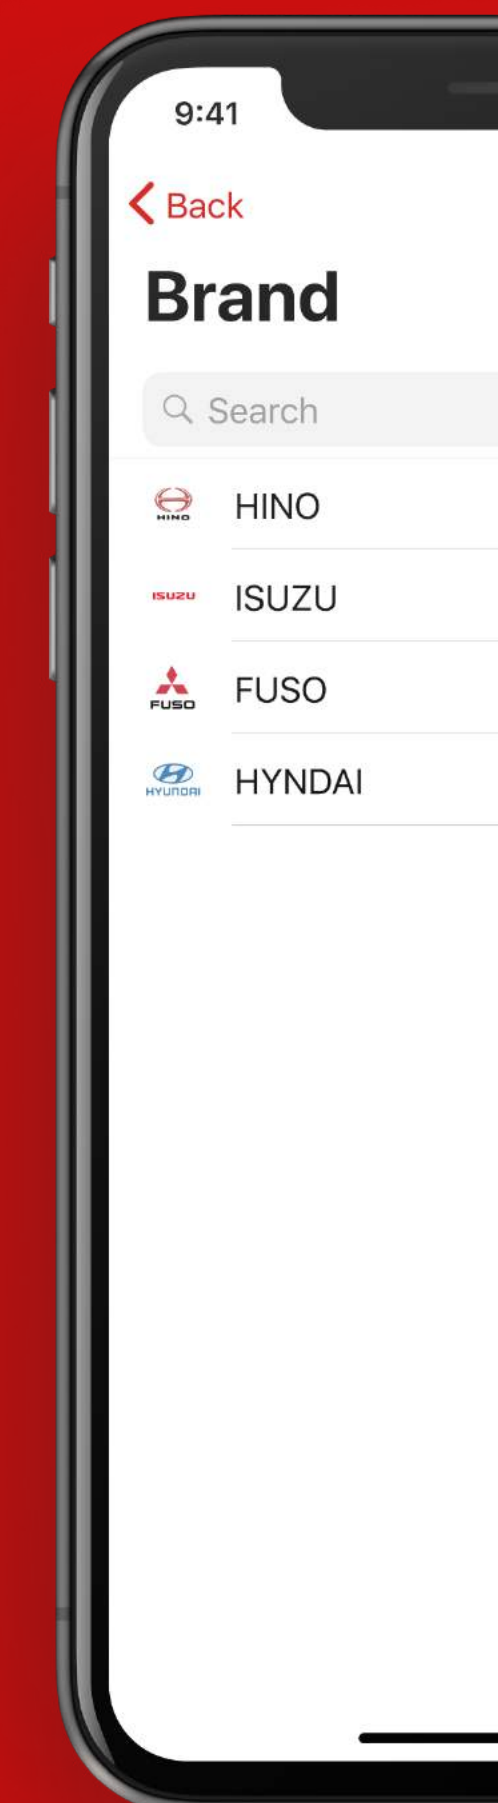 9:41
Back
Brand
Search
HINO HINO
ISUZU ISUZU
FUSO FUSO
HYUNDAI HYNDAI